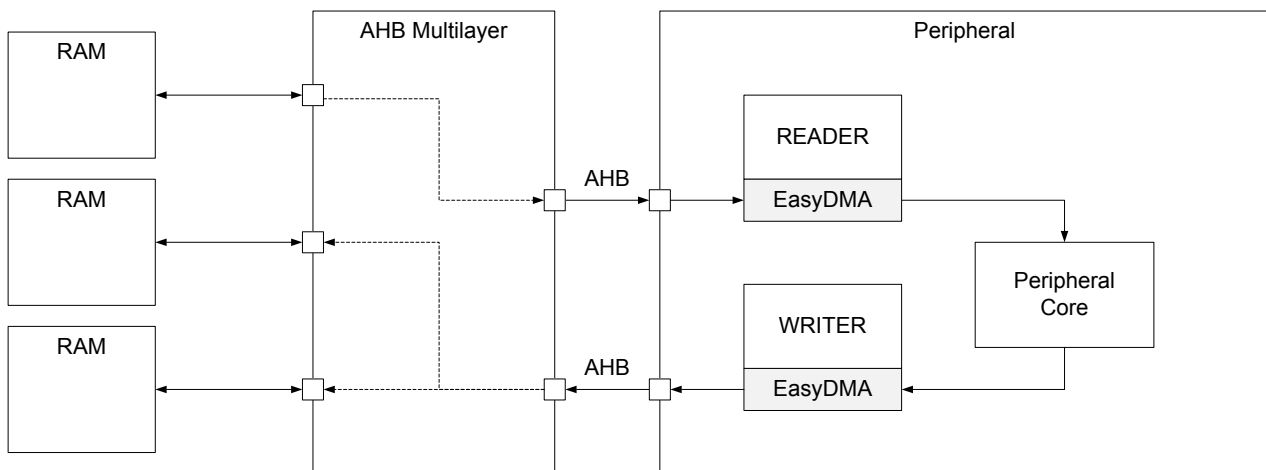 RAM
AHB Multilayer
Peripheral
READER
AHB
EasyDMA
RAM
Peripheral
Core
WRITER
RAM
AHB
EasyDMA